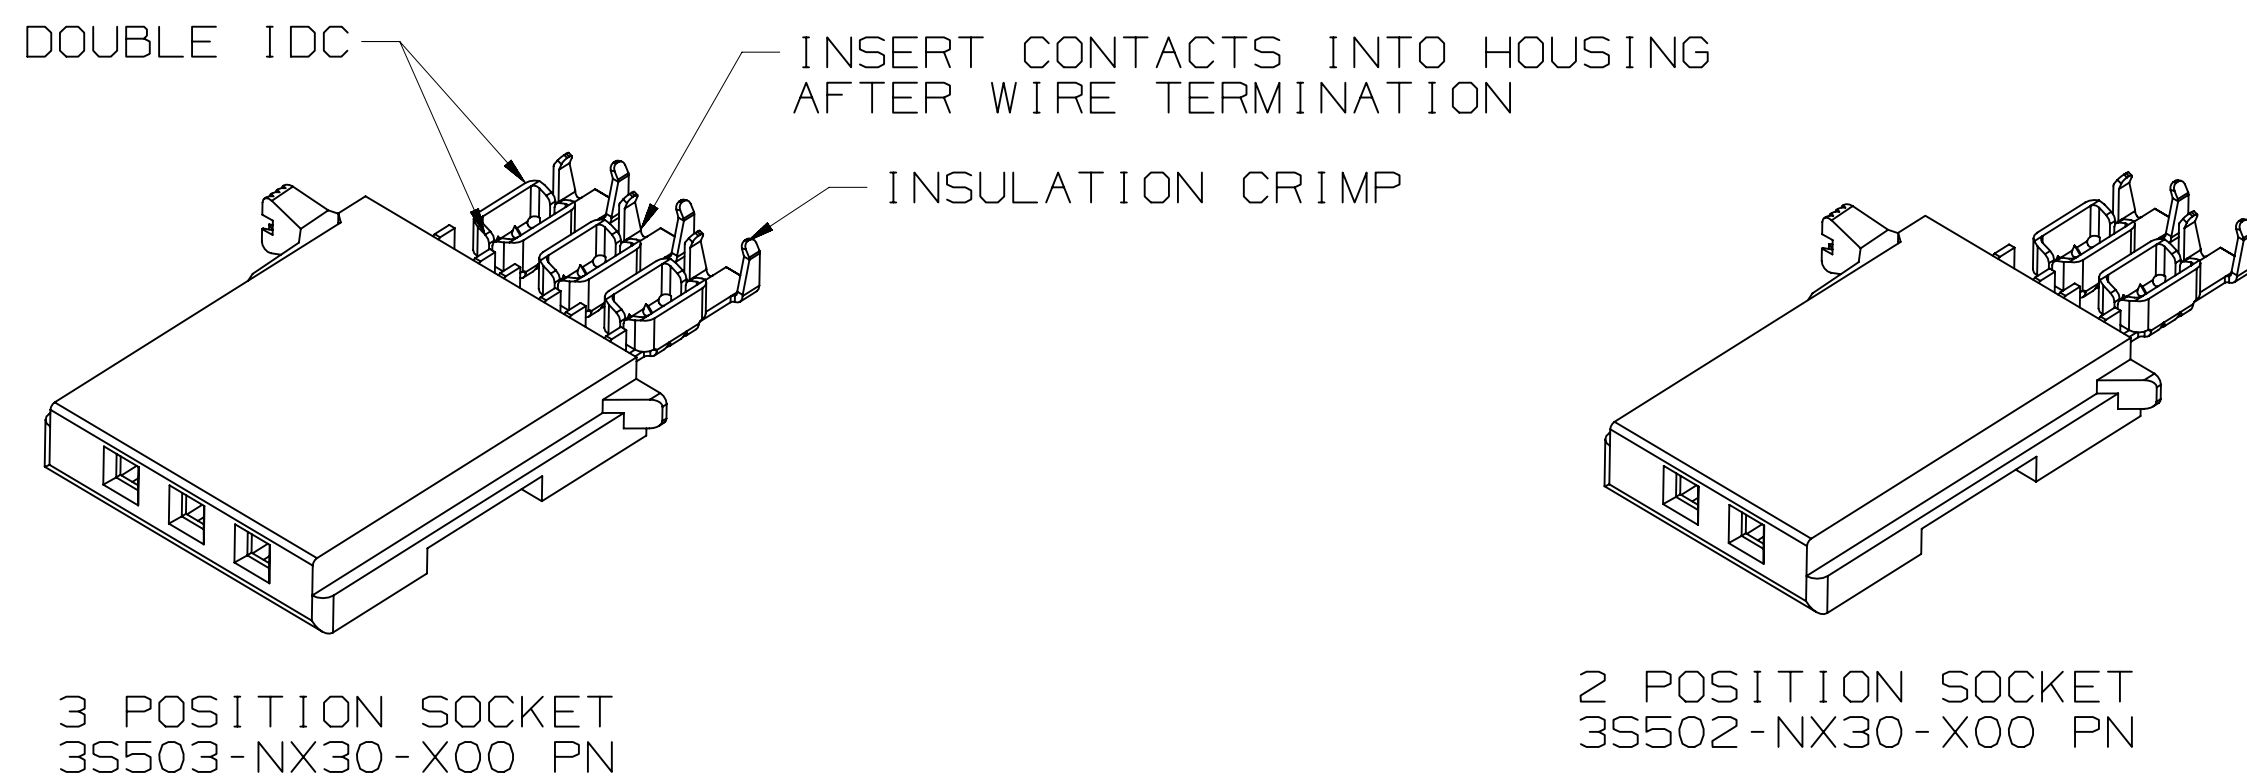 DOUBLE IDC
INSERT CONTACTS INTO HOUSING
AFTER WIRE TERMINATION
INSULATION CRIMP
3 POSITION SOCKET
3S503-NX30-X00 PN
2 POSITION SOCKET
3S502-NX30-X00 PN